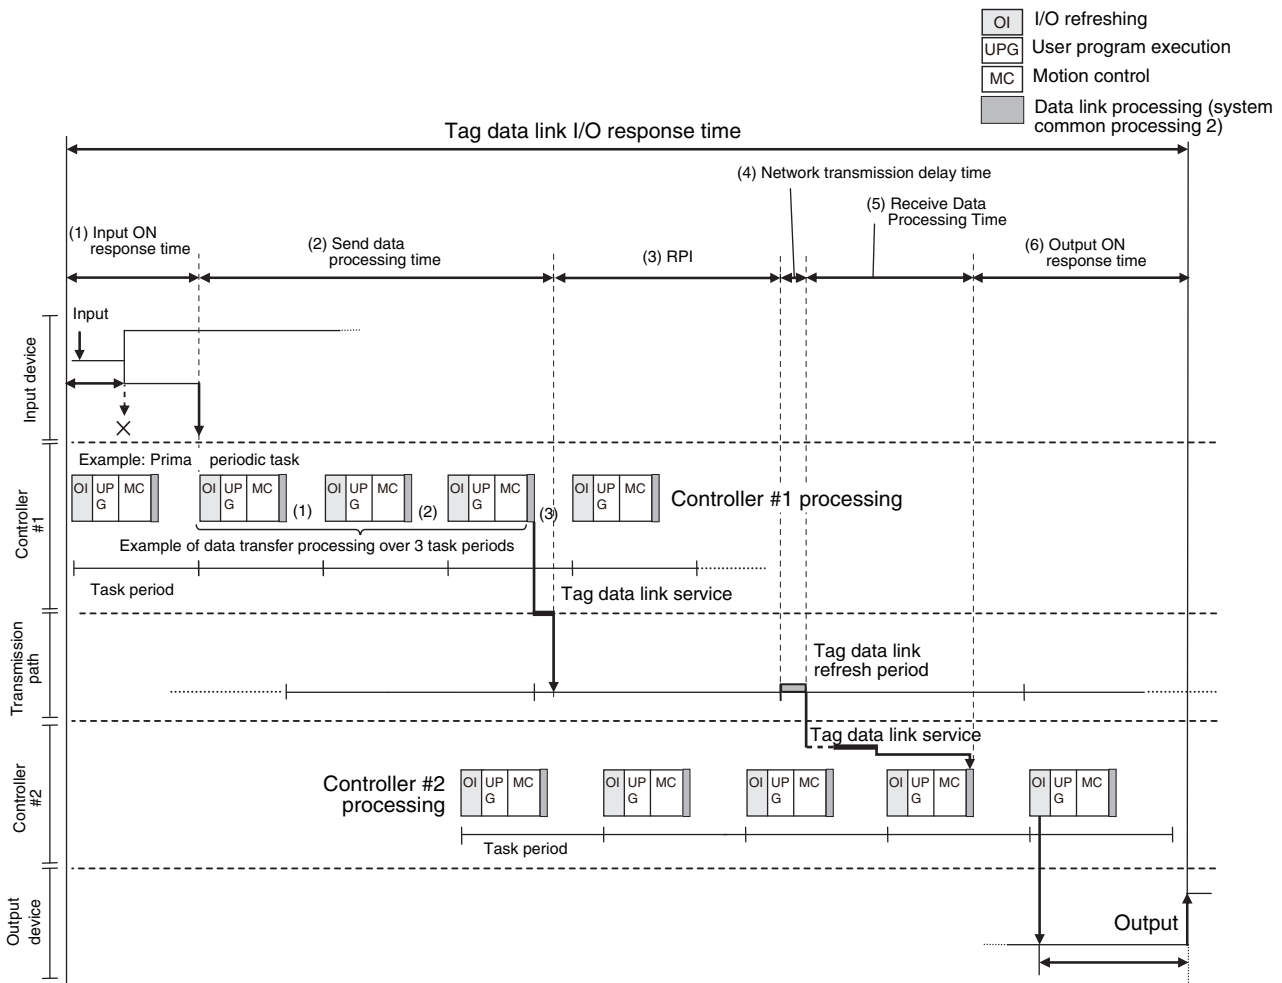 OI I/O refreshing
UPG User program execution
MC Motion control
Data link processing (system
common processing 2)
Tag data link I/O response time
(4) Network transmission delay time
(5) Receive Data
Processing Time
(1) Input ON
response time
(2) Send data
processing time
(3) RPI
(6) Output ON
response time
Input device
Input
Controller
#1
Example: Prima periodic task
OI UP
G MC
OI UP
G MC
(1)
OI UP
G MC
(2)
OI UP
G MC
(3)
OI UP
G MC
Controller #1 processing
Example of data transfer processing over 3 task periods
Task period
Tag data link service
Transmission
path
Tag data link
refresh period
Tag data link service
Controller
#2
Controller #2
processing
OI UP
G MC
OI UP
G MC
OI UP
G MC
OI UP
G MC
OI UP
G MC
Task period
Output
device
Output